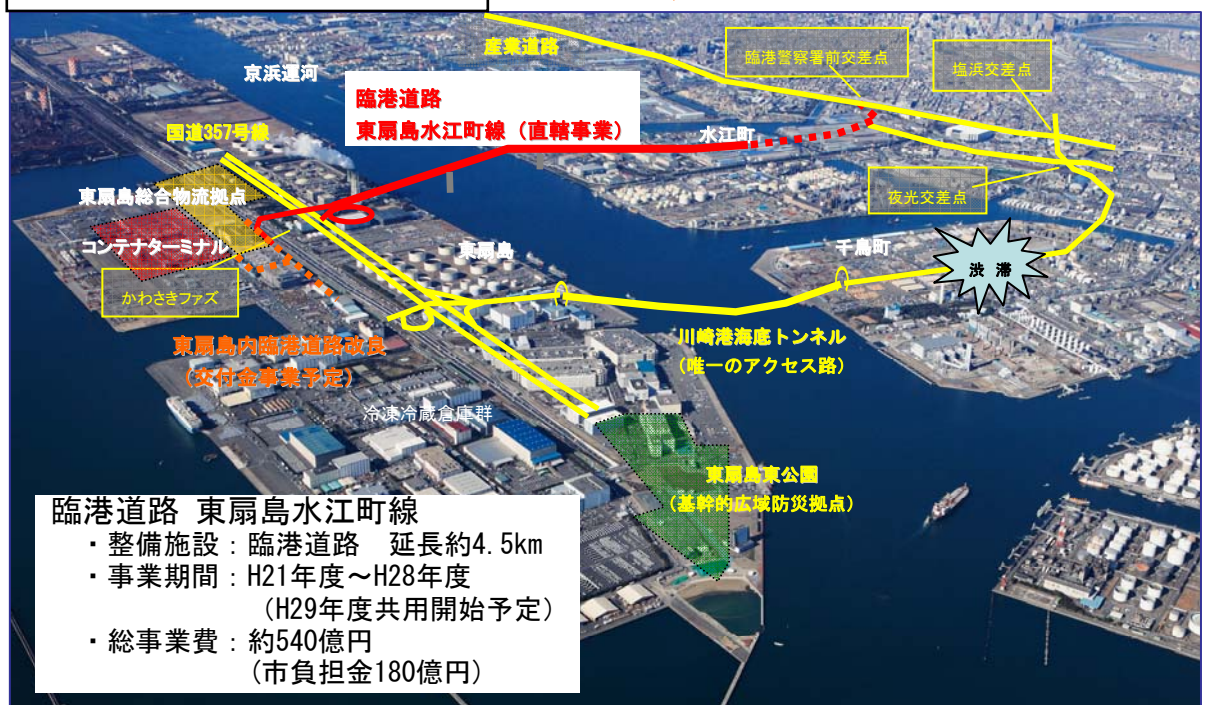 産業道路
臨港警察署前交差点
塩浜交差点
京浜運河
臨港道路
東扇島水江町線（直轄事業）
国道357号線
水江町
東扇島総合物流拠点
夜光交差点
コンテナターミナル
東扇島
千鳥町
渋 滞
かわさきファズ
川崎港海底トンネル
（唯一のアクセス路）
東扇島内臨港道路改良
（交付金事業予定）
冷凍冷蔵倉庫群
東扇島東公園
（基幹的広域防災拠点）
臨港道路 東扇島水江町線
・整備施設：臨港道路　延長約4.5km
・事業期間：H21年度～H28年度
（H29年度共用開始予定）
・総事業費：約540億円
（市負担金180億円）